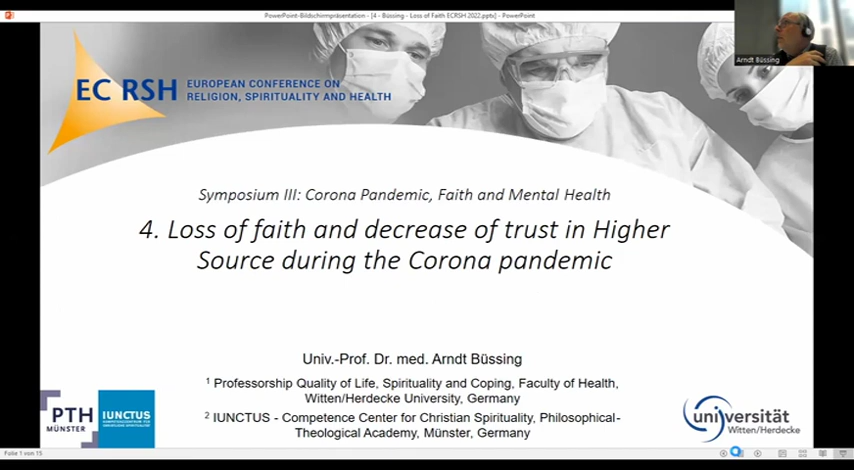 PowerPoint-Bildschirmpräsentation - [4 - Büssing - Loss of Faith ECRSH 2022.pptx] - PowerPoint
Arndt Büssing
EC RSH
EUROPEAN CONFERENCE ON
RELIGION, SPIRITUALITY AND HEALTH
Symposium III: Corona Pandemic, Faith and Mental Health
4. Loss of faith and decrease of trust in Higher
Source during the Corona pandemic
Univ.-Prof. Dr. med. Arndt Büssing
1 Professorship Quality of Life, Spirituality and Coping, Faculty of Health,
Witten/Herdecke University, Germany
2 IUNCTUS - Competence Center for Christian Spirituality, Philosophical-
Theological Academy, Münster, Germany
PTH
MÜNSTER
IUNCTUS
universität
Witten/Herdecke
Folie 1 von 15